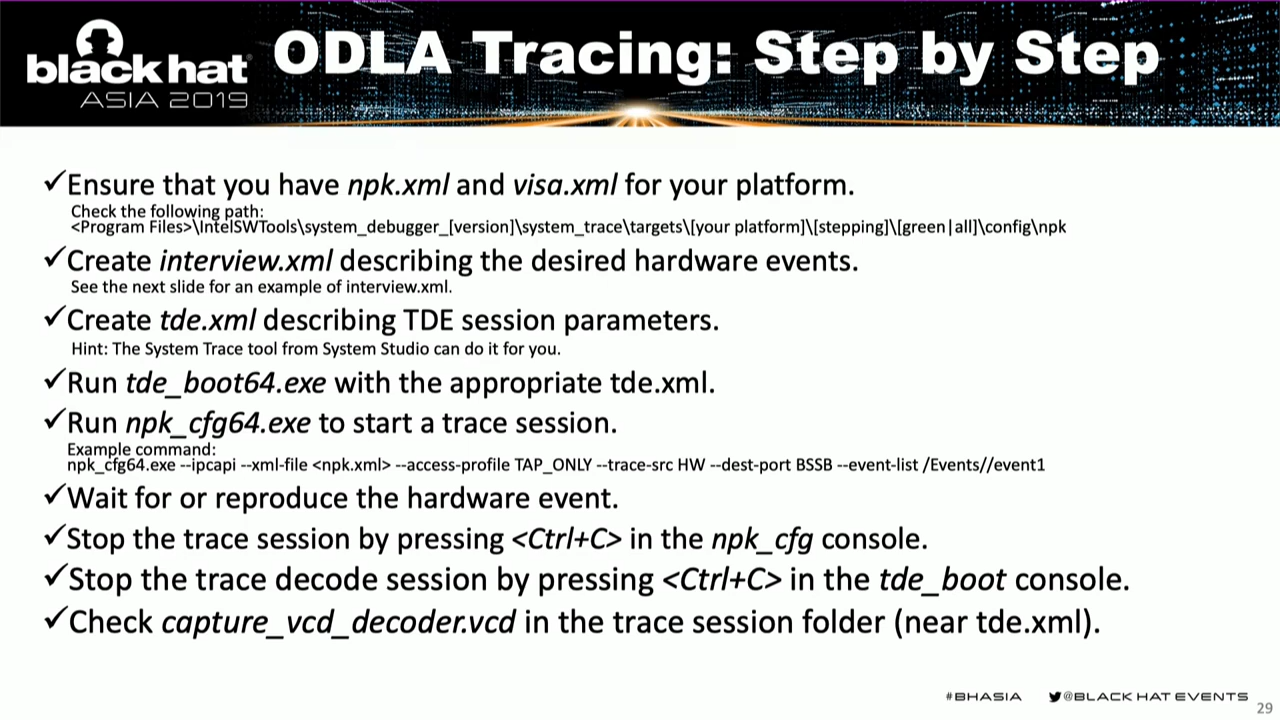 black hat®
ASIA 2019
ODLA Tracing: Step by Step
✓Ensure that you have npk.xml and visa.xml for your platform.
Check the following path:
<Program Files>\IntelSWTools\system_debugger_[version]\system_trace\targets\[your platform]\[stepping]\[green|all]\config\npk
✓Create interview.xml describing the desired hardware events.
See the next slide for an example of interview.xml.
✓Create tde.xml describing TDE session parameters.
Hint: The System Trace tool from System Studio can do it for you.
✓Run tde_boot64.exe with the appropriate tde.xml.
✓Run npk_cfg64.exe to start a trace session.
Example command:
npk_cfg64.exe --ipcapi --xml-file <npk.xml> --access-profile TAP_ONLY --trace-src HW --dest-port BSSB --event-list /Events//event1
✓Wait for or reproduce the hardware event.
✓Stop the trace session by pressing <Ctrl+C> in the npk_cfg console.
✓Stop the trace decode session by pressing <Ctrl+C> in the tde_boot console.
✓Check capture_vcd_decoder.vcd in the trace session folder (near tde.xml).
#BHASIA @BLACK HAT EVENTS
29